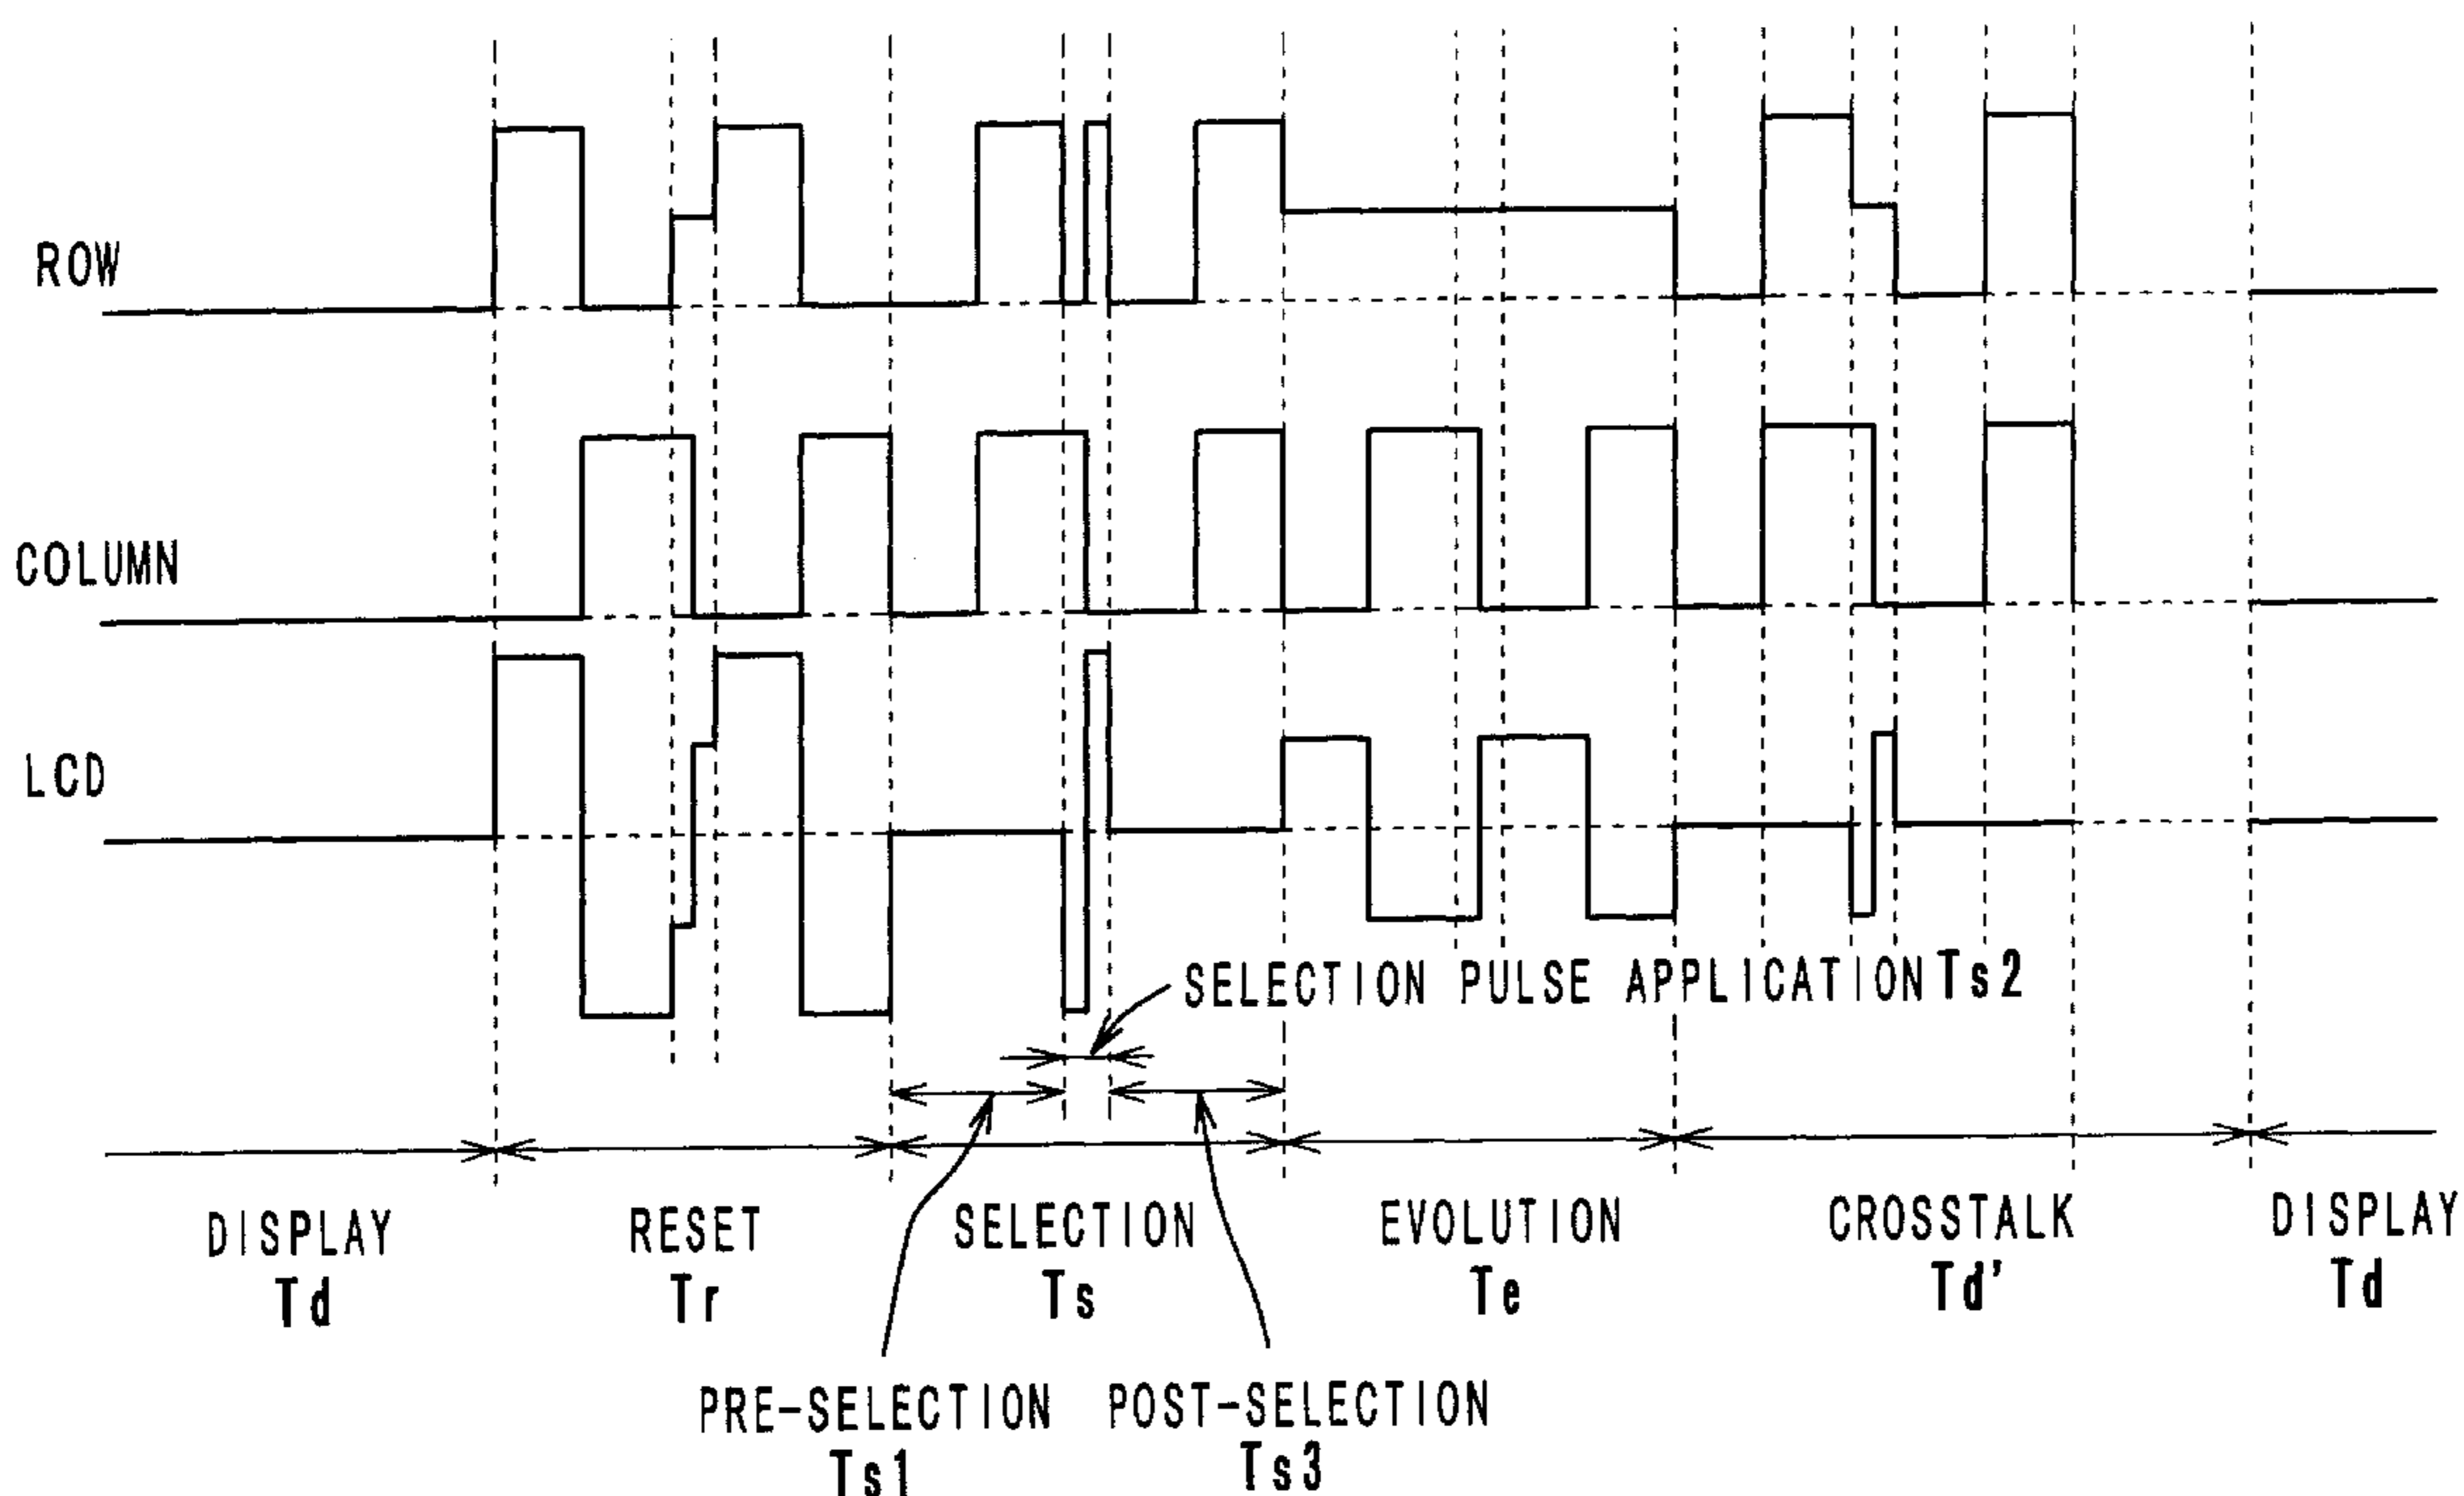 ROW
COLUMN
LCD
SELECTION PULSE APPLICATION Ts2
DISPLAY
Td
RESET
Tr
SELECTION
Ts
EVOLUTION
Te
CROSSTALK
Td'
DISPLAY
Td
PRE-SELECTION
Ts1
POST-SELECTION
Ts3